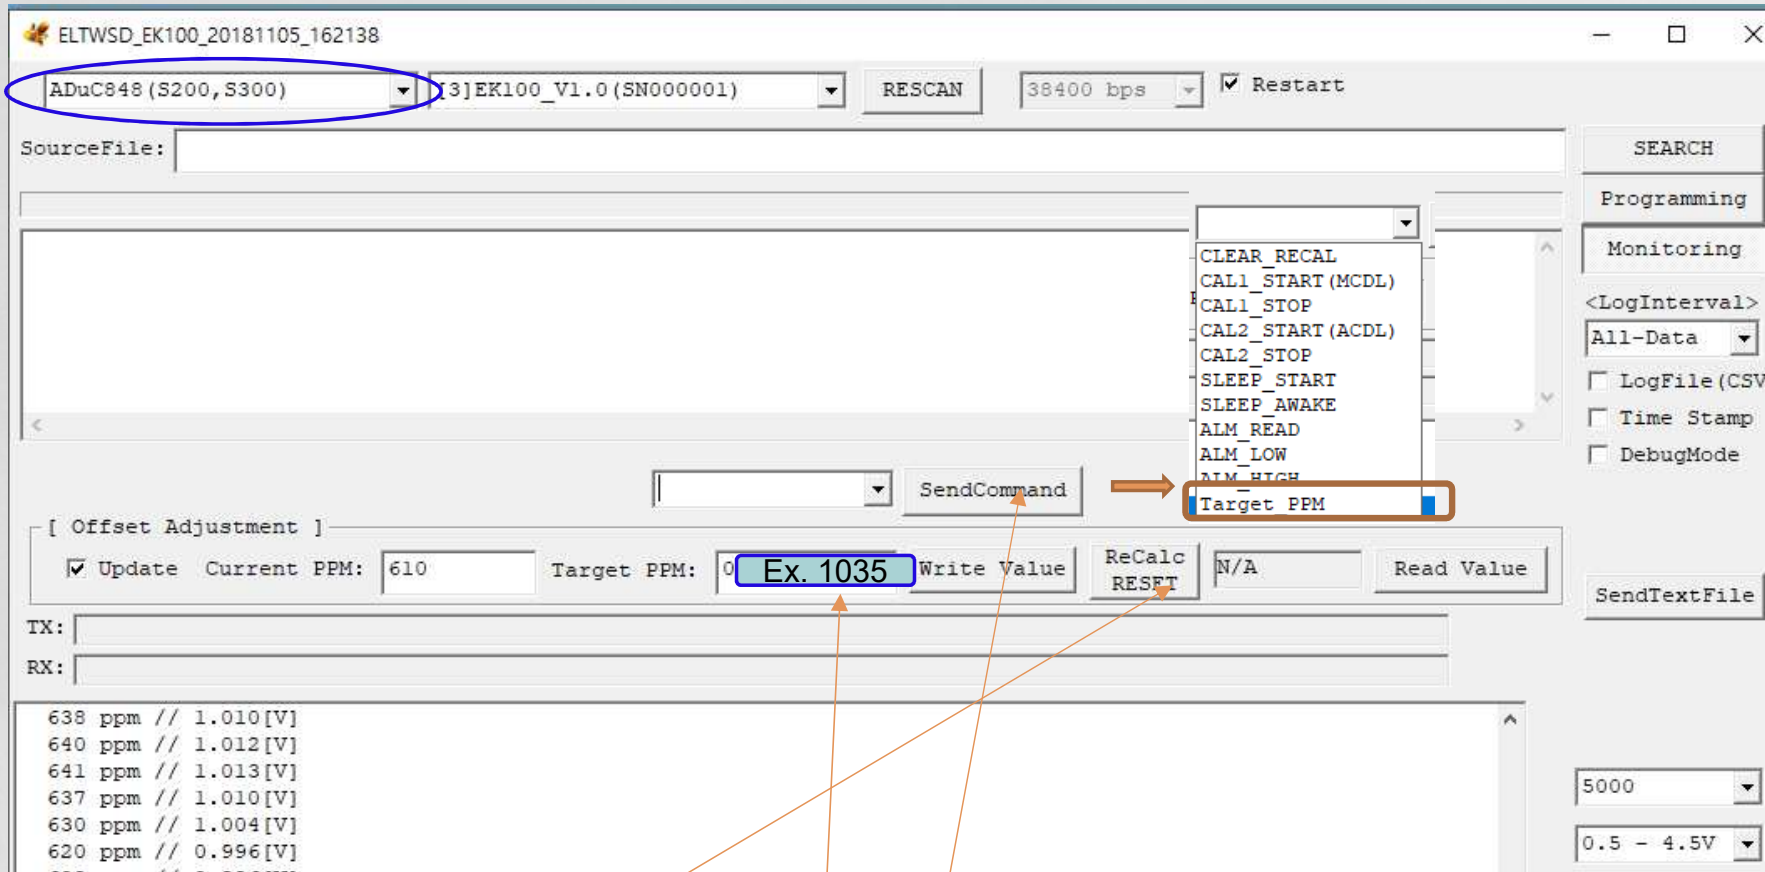 ELTWSD_EK100_20181105_162138
ADuC848(S200,S300)
[3]EK100_V1.0(SN000001)
RESCAN
38400 bps
Restart
SourceFile:
SEARCH
Programming
Monitoring
<LogInterval>
All-Data
LogFile(CSV
Time Stamp
DebugMode
CLEAR_RECAL
CAL1_START(MCDL)
CAL1_STOP
CAL2_START(ACDL)
CAL2_STOP
SLEEP_START
SLEEP_AWAKE
ALM_READ
ALM_LOW
ALM_HIGH
Target_PPM
SendCommand
[ Offset Adjustment ]
Update Current PPM: 610
Target PPM: 0 Ex. 1035
Write Value
ReCalc
RESET
N/A
Read Value
SendTextFile
TX:
RX:
638 ppm // 1.010[V]
640 ppm // 1.012[V]
641 ppm // 1.013[V]
637 ppm // 1.010[V]
630 ppm // 1.004[V]
620 ppm // 0.996[V]
5000
0.5 - 4.5V